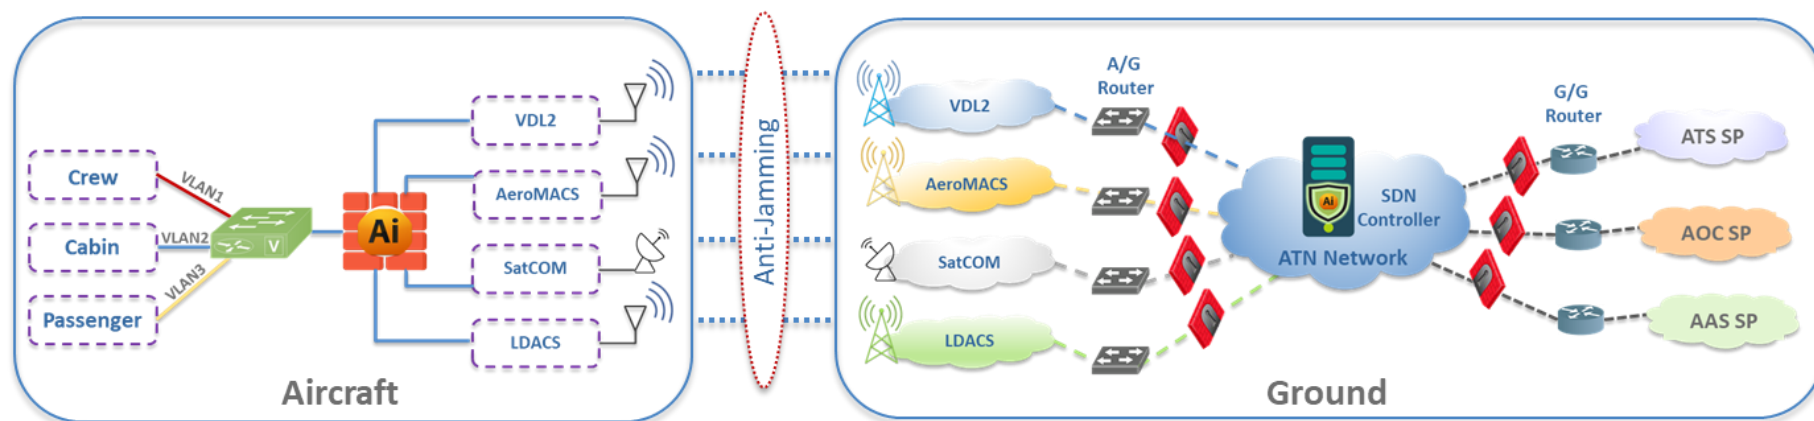 Crew
Cabin
Passenger
VLAN1
VLAN2
VLAN3
V
Ai
VDL2
AeroMACS
SatCOM
LDACS
Aircraft
Anti-Jamming
VDL2
AeroMACS
SatCOM
LDACS
A/G
Router
Ai
SDN
Controller
ATN Network
G/G
Router
ATS SP
AOC SP
AAS SP
Ground